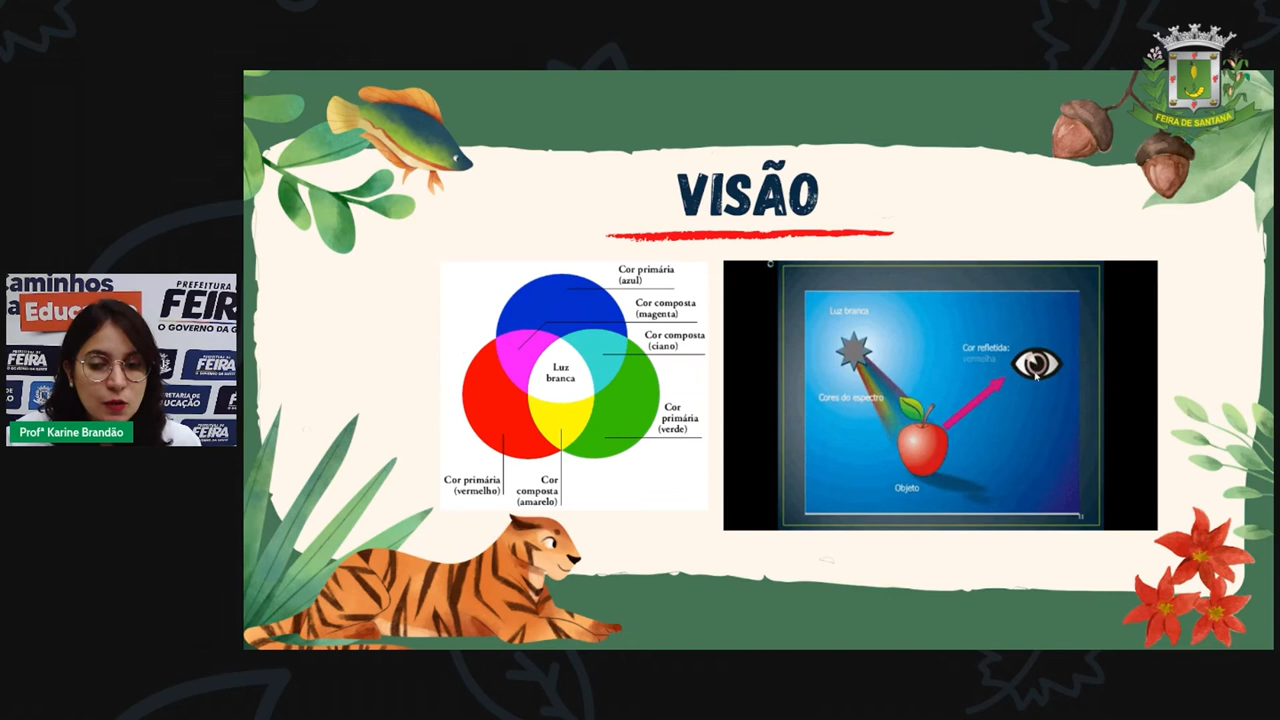 FEIRA DE SANTANA
VISÃO
Cor primária
(azul)
Cor composta
(magenta)
Cor composta
(ciano)
Luz
branca
Cor
primária
(verde)
Cor primária
(vermelho)
Cor
composta
(amarelo)
Luz branca
Cor refletida:
vermelha
Cores do espectro
Objeto
caminhos
Educ
PREFEITURA
FEIR
O GOVERNO DA
FEIRA
FEIRA
EDUCAÇÃO
FEIRA
Profª Karine Brandão